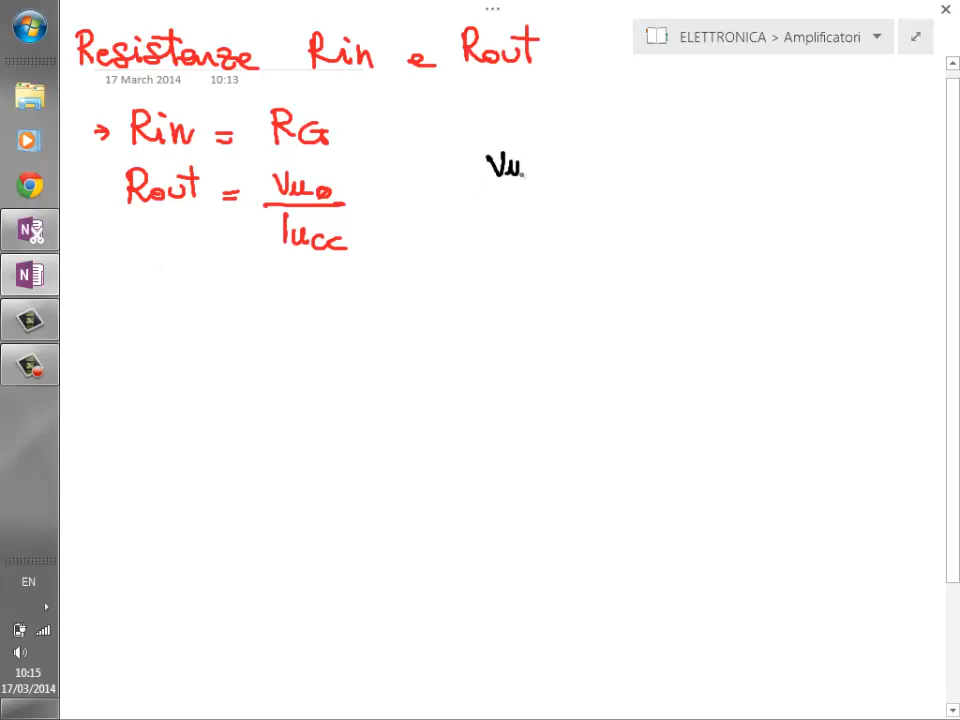 Resistenze Rin e Rout
ELETTRONICA > Amplificatori
17 March 2014 10:13
→ Rin = RG
Rout = Vu0
Iucc
Vu
EN
10:15
17/03/2014